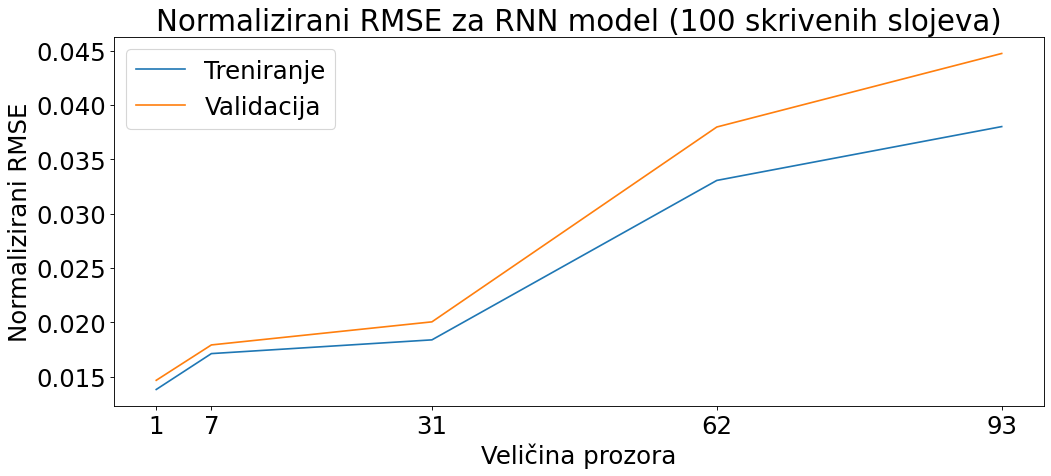 Normalizirani RMSE za RNN model (100 skrivenih slojeva)
Treniranje
Validacija
Normalizirani RMSE
0.045
0.040
0.035
0.030
0.025
0.020
0.015
1 7 31 62 93
Veličina prozora